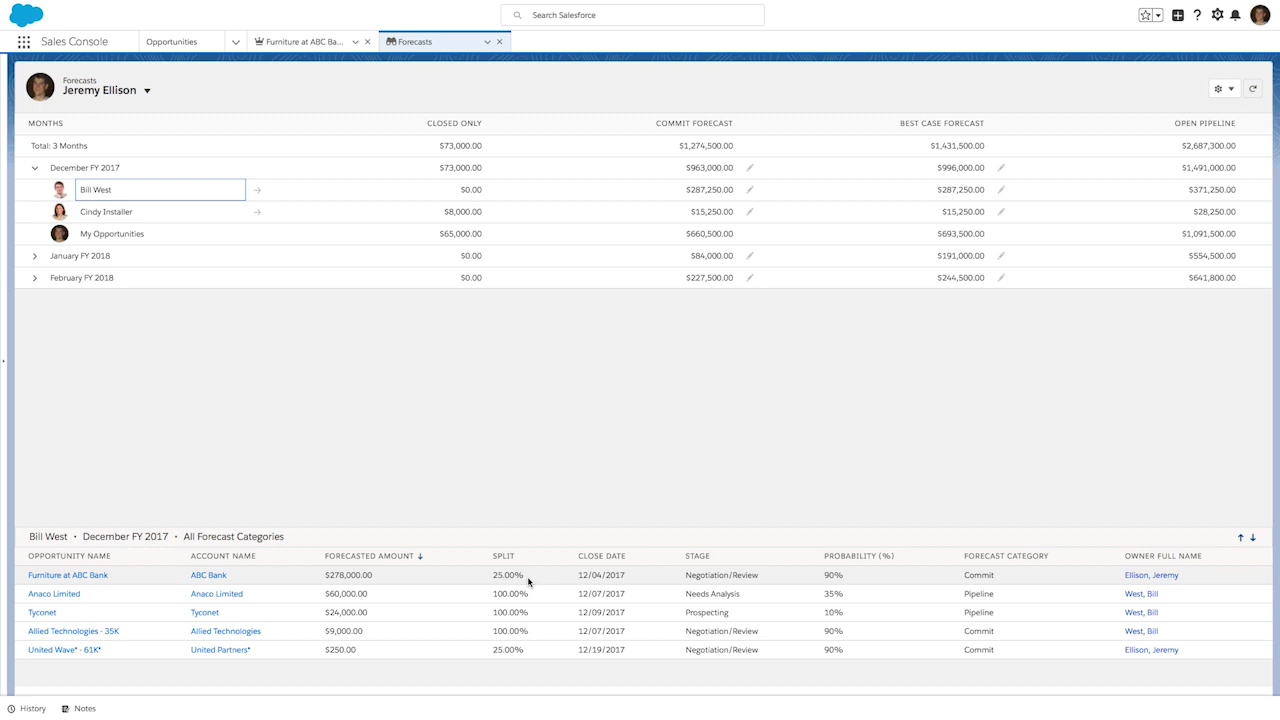 Search Salesforce
Sales Console
Opportunities
Furniture at ABC Ba...
Forecasts
Forecasts
Jeremy Ellison
MONTHS CLOSED ONLY COMMIT FORECAST BEST CASE FORECAST OPEN PIPELINE
Total: 3 Months $73,000.00 $1,274,500.00 $1,431,500.00 $2,687,300.00
December FY 2017 $73,000.00 $963,000.00 $996,000.00 $1,491,000.00
Bill West $0.00 $287,250.00 $287,250.00 $371,250.00
Cindy Installer $8,000.00 $15,250.00 $15,250.00 $28,250.00
My Opportunities $65,000.00 $660,500.00 $693,500.00 $1,091,500.00
January FY 2018 $0.00 $84,000.00 $191,000.00 $554,500.00
February FY 2018 $0.00 $227,500.00 $244,500.00 $641,800.00
Bill West • December FY 2017 • All Forecast Categories
OPPORTUNITY NAME ACCOUNT NAME FORECASTED AMOUNT SPLIT CLOSE DATE STAGE PROBABILITY (%) FORECAST CATEGORY OWNER FULL NAME
Furniture at ABC Bank ABC Bank $278,000.00 25.00% 12/04/2017 Negotiation/Review 90% Commit Ellison, Jeremy
Anaco Limited Anaco Limited $60,000.00 100.00% 12/07/2017 Needs Analysis 35% Pipeline West, Bill
Tyconet Tyconet $24,000.00 100.00% 12/09/2017 Prospecting 10% Pipeline West, Bill
Allied Technologies - 35K Allied Technologies $9,000.00 100.00% 12/07/2017 Negotiation/Review 90% Commit West, Bill
United Wave* - 61K* United Partners* $250.00 25.00% 12/19/2017 Negotiation/Review 90% Commit Ellison, Jeremy
History Notes